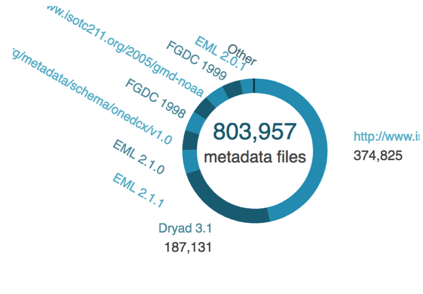 ww.isotc211.org/2005/gmd-noaa
EML 2.0.1
Other
FGDC 1999
g/metadata/schema/onedcx/v1.0
FGDC 1998
EML 2.1.0
EML 2.1.1
803,957
metadata files
http://www.is
374,825
Dryad 3.1
187,131